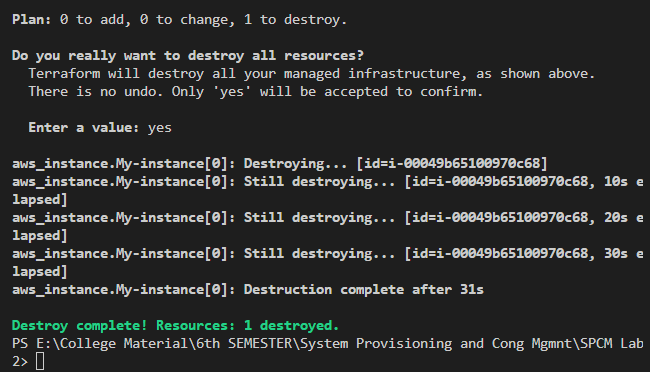 Plan: 0 to add, 0 to change, 1 to destroy.
Do you really want to destroy all resources?
Terraform will destroy all your managed infrastructure, as shown above.
There is no undo. Only 'yes' will be accepted to confirm.
Enter a value: yes
aws_instance.My-instance[0]: Destroying... [id=i-00049b65100970c68]
aws_instance.My-instance[0]: Still destroying... [id=i-00049b65100970c68, 10s e
lapsed]
aws_instance.My-instance[0]: Still destroying... [id=i-00049b65100970c68, 20s e
lapsed]
aws_instance.My-instance[0]: Still destroying... [id=i-00049b65100970c68, 30s e
lapsed]
aws_instance.My-instance[0]: Destruction complete after 31s
Destroy complete! Resources: 1 destroyed.
PS E:\College Material\6th SEMESTER\System Provisioning and Cong Mgmnt\SPCM Lab
2>